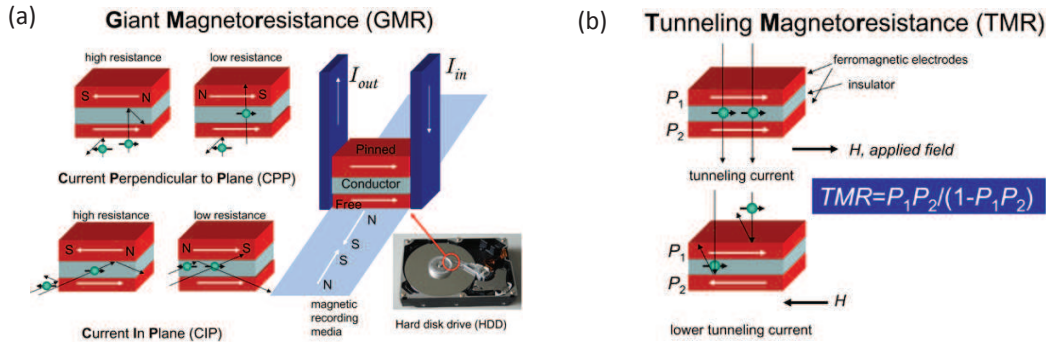 (a)
Giant Magnetoresistance (GMR)
high resistance
low resistance
S N
N S
Current Perpendicular to Plane (CPP)
high resistance
low resistance
S N
N S
Current In Plane (CIP)
I out
I in
Pinned
Conductor
Free
N
S
S
N
magnetic
recording
media
Hard disk drive (HDD)
(b)
Tunneling Magnetoresistance (TMR)
ferromagnetic electrodes
insulator
P1
P2
H, applied field
tunneling current
TMR=P1P2/(1-P1P2)
P1
P2
H
lower tunneling current